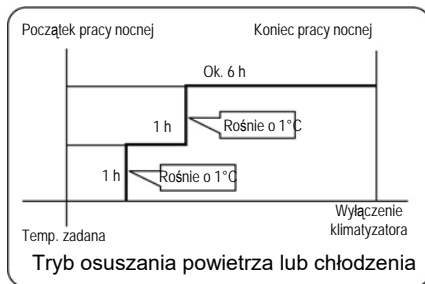 Początek pracy nocnej
Koniec pracy nocnej
Ok. 6 h
1 h
Rośnie o 1°C
1 h
Rośnie o 1°C
Temp. zadana
Wyłączenie
klimatyzatora
Tryb osuszania powietrza lub chłodzenia